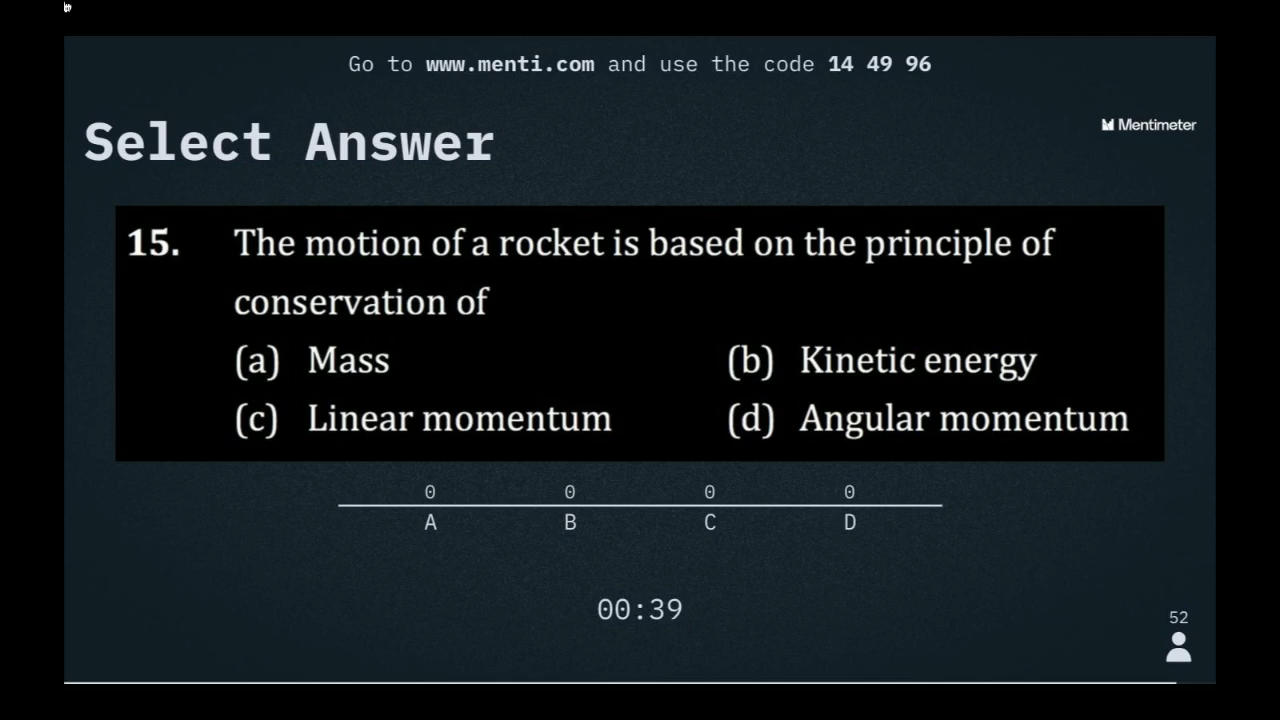 Go to www.menti.com and use the code 14 49 96
Select Answer
Mentimeter
15. The motion of a rocket is based on the principle of
conservation of
(a) Mass (b) Kinetic energy
(c) Linear momentum (d) Angular momentum
0 0 0 0
A B C D
00:39
52